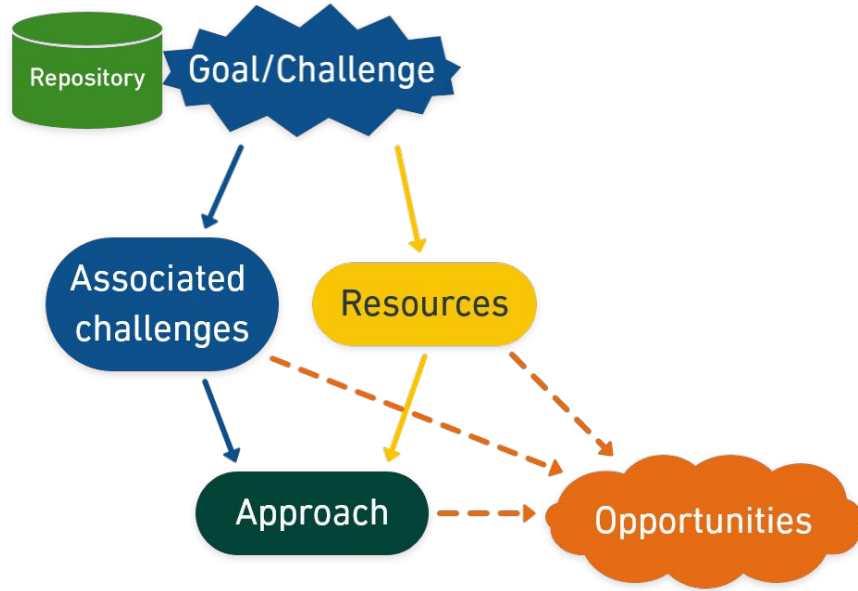 Repository
Goal/Challenge
Associated
challenges
Resources
Approach
Opportunities